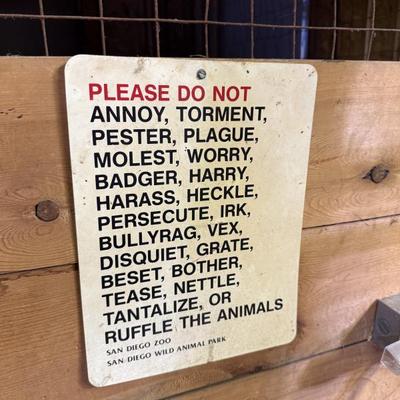 PLEASE DO NOT
ANNOY, TORMENT,
PESTER, PLAGUE,
MOLEST, WORRY,
BADGER, HARRY,
HARASS, HECKLE,
PERSECUTE, IRK,
BULLYRAG, VEX,
DISQUIET, GRATE,
BESET, BOTHER,
TEASE, NETTLE,
TANTALIZE, OR
RUFFLE THE ANIMALS
SAN DIEGO ZOO
SAN DIEGO WILD ANIMAL PARK